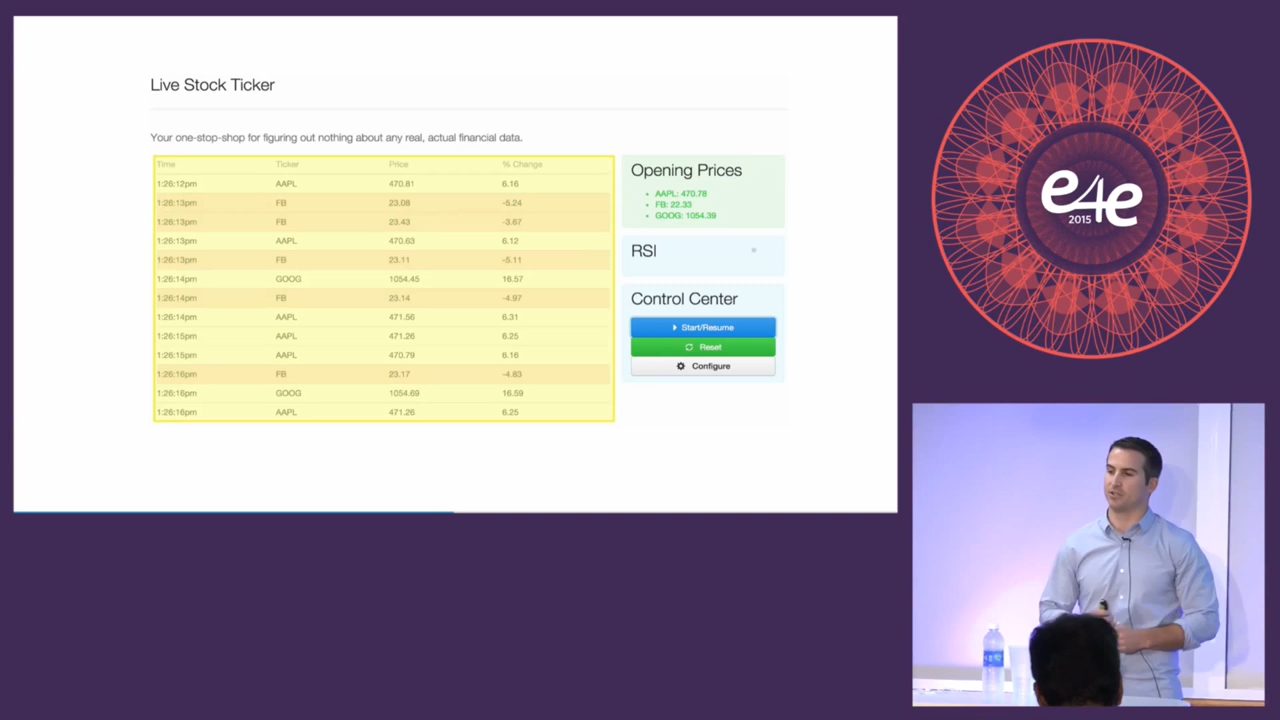 Live Stock Ticker
Your one-stop-shop for figuring out nothing about any real, actual financial data.
Time Ticker Price % Change
1:26:12pm AAPL 470.81 6.16
1:26:13pm FB 23.08 -5.24
1:26:13pm FB 23.43 -3.67
1:26:13pm AAPL 470.63 6.12
1:26:13pm FB 23.11 -5.11
1:26:14pm GOOG 1054.45 16.57
1:26:14pm FB 23.14 -4.97
1:26:14pm AAPL 471.56 6.31
1:26:15pm AAPL 471.26 6.25
1:26:15pm AAPL 470.79 6.16
1:26:16pm FB 23.17 -4.83
1:26:16pm GOOG 1054.69 16.59
1:26:16pm AAPL 471.26 6.25
Opening Prices
AAPL: 470.78
FB: 22.33
GOOG: 1054.39
RSI
Control Center
Start/Resume
Reset
Configure
e4e
2015